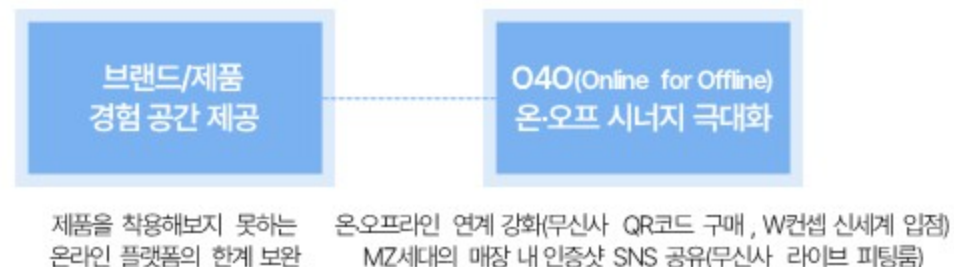 브랜드/제품
경험 공간 제공
O4O(Online for Offline)
온·오프 시너지 극대화
제품을 착용해보지 못하는
온라인 플랫폼의 한계 보완
온·오프라인 연계 강화(무신사 QR코드 구매 , W컨셉 신세계 입점)
MZ세대의 매장 내 인증샷 SNS 공유(무신사 라이브 피팅룸)